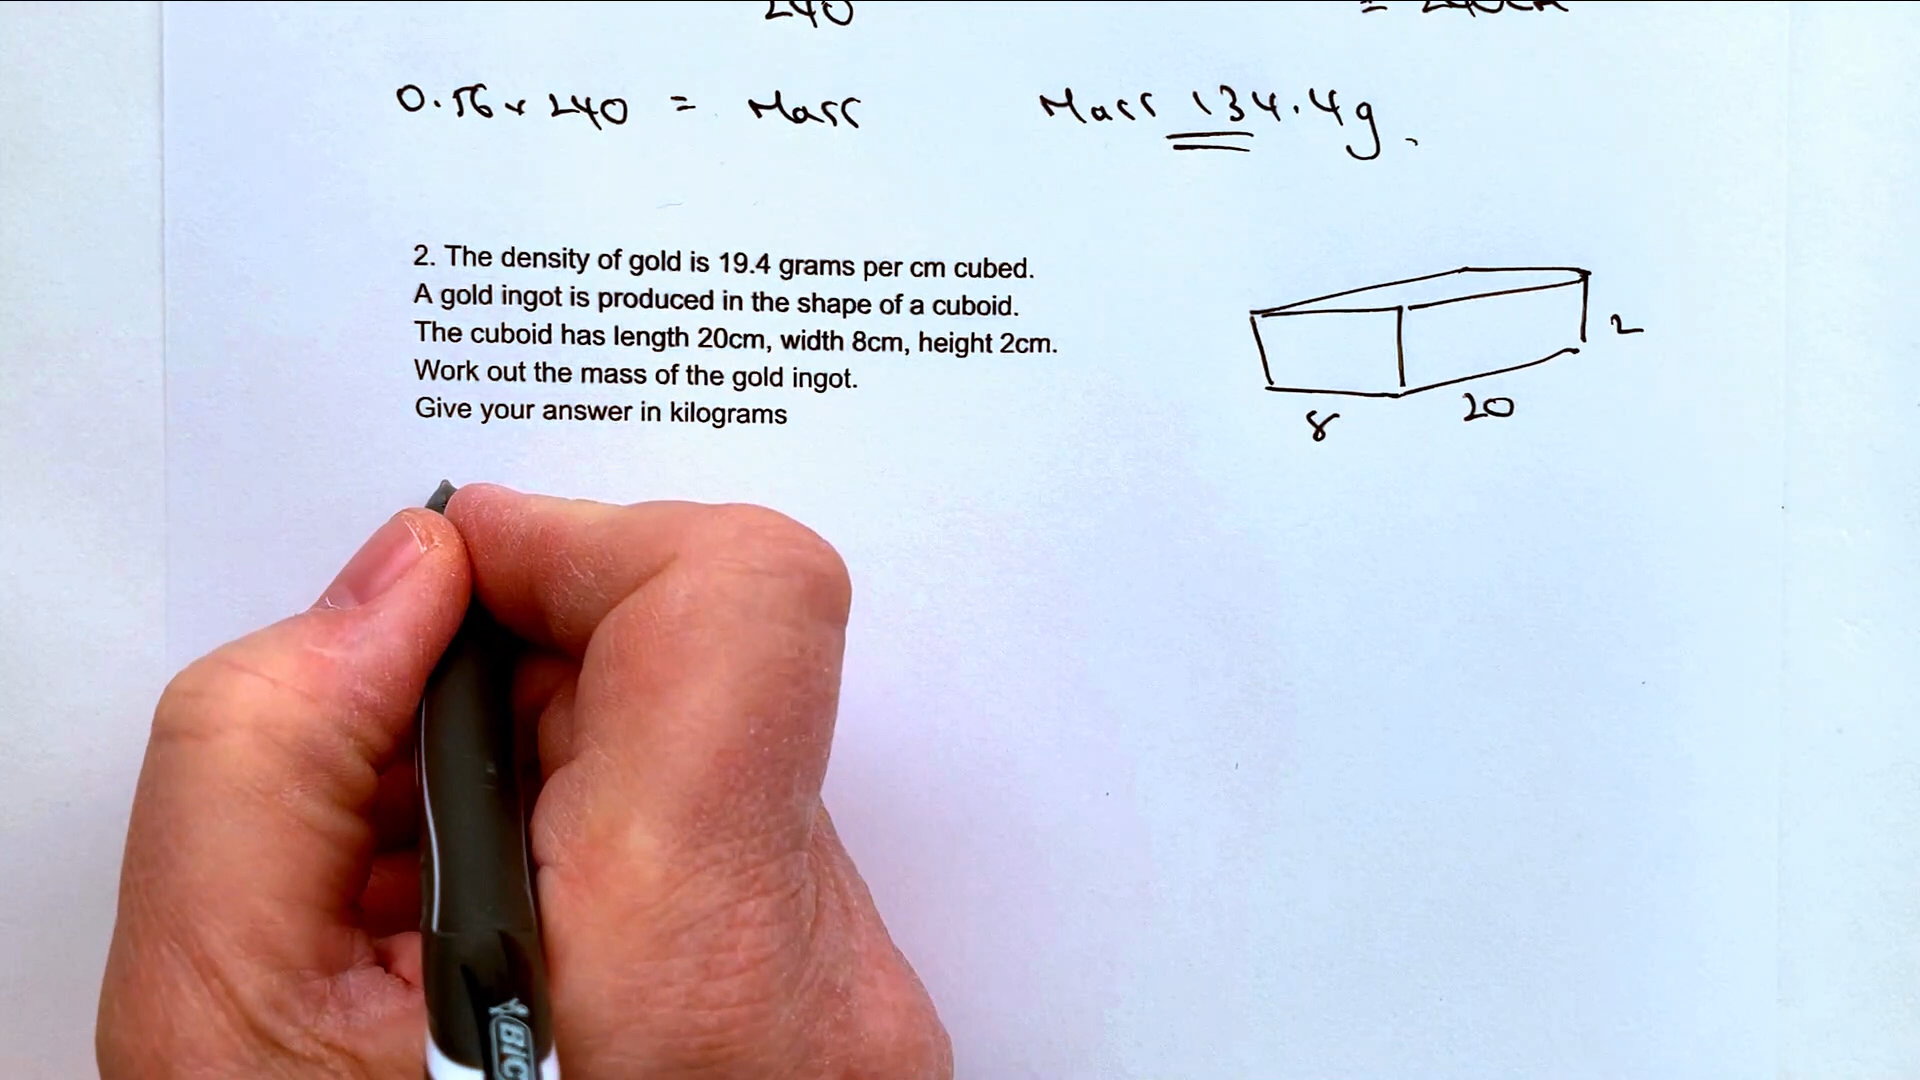 240
0.56 × 240 = Mass
Mass 134.4g.
2. The density of gold is 19.4 grams per cm cubed.
A gold ingot is produced in the shape of a cuboid.
The cuboid has length 20cm, width 8cm, height 2cm.
Work out the mass of the gold ingot.
Give your answer in kilograms
2
20
8
BIC